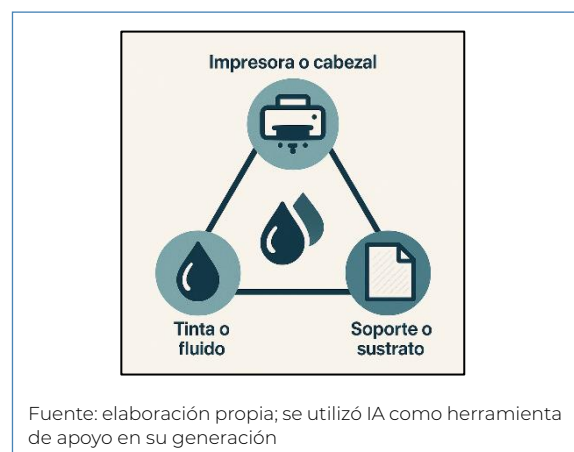 Impresora o cabezal
Tinta o
fluido
Soporte o
sustrato
Fuente: elaboración propia; se utilizó IA como herramienta
de apoyo en su generación